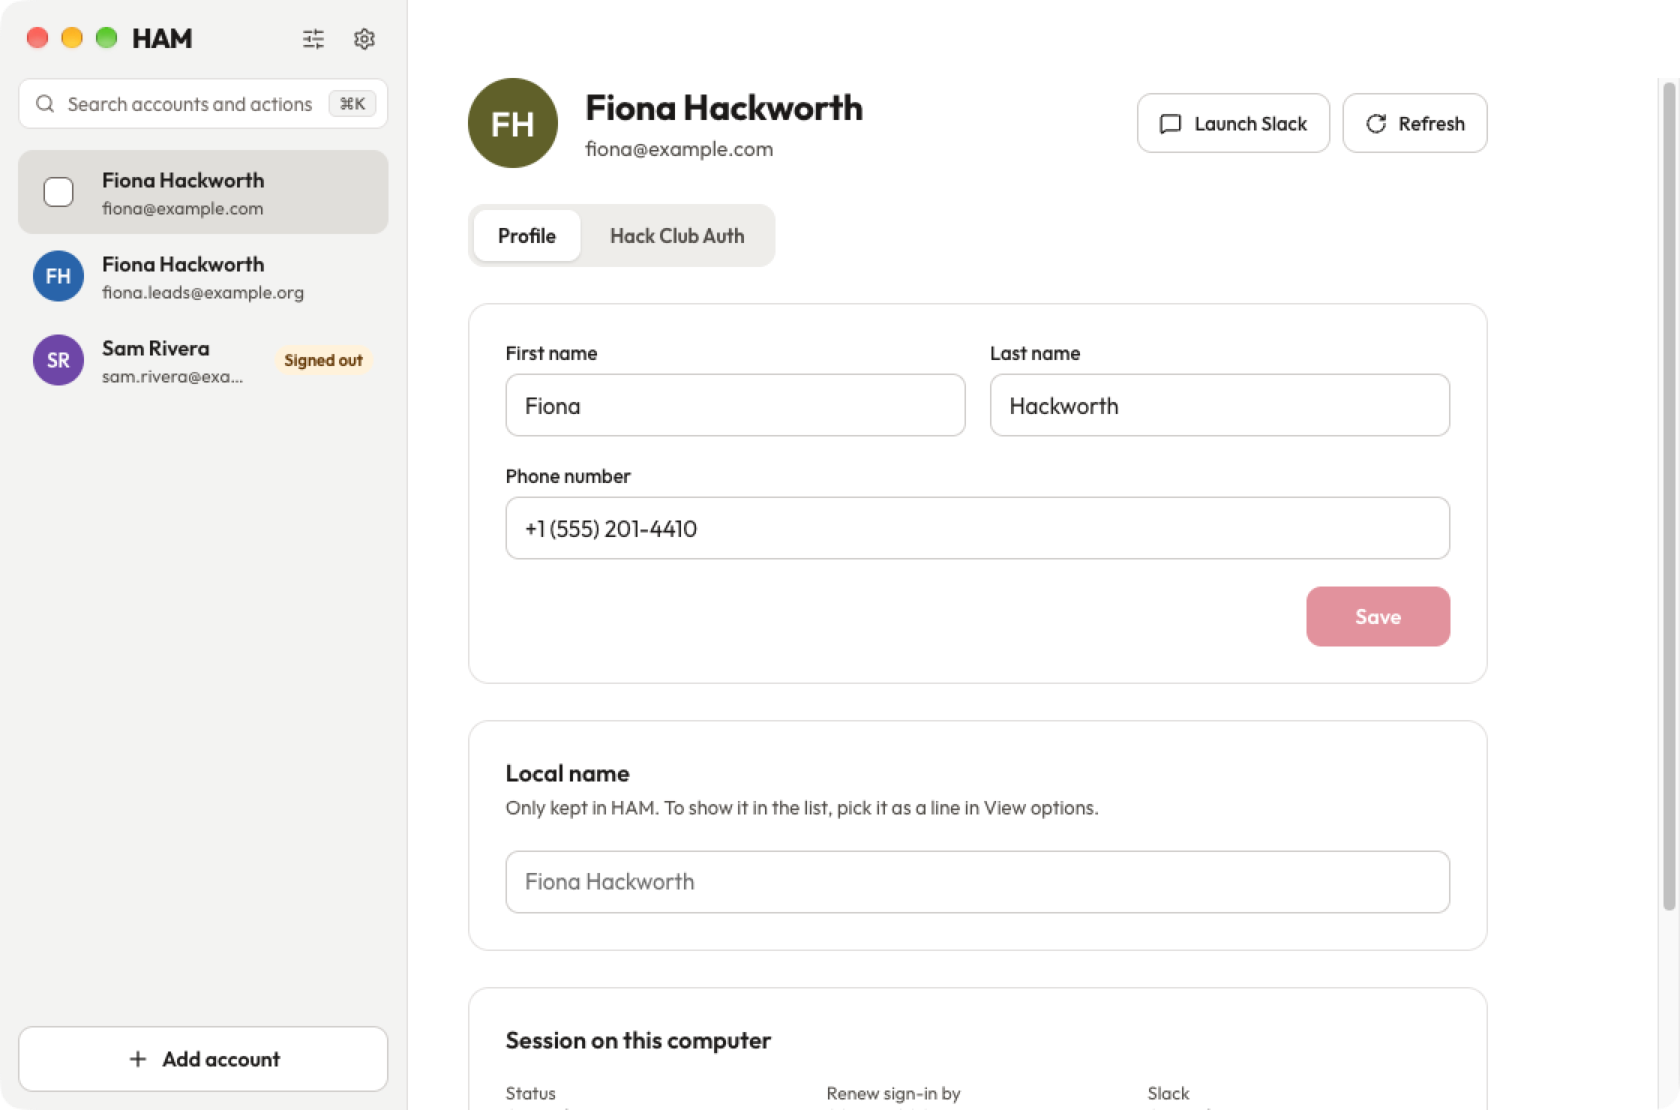 HAM
Search accounts and actions ⌘K
Fiona Hackworth
fiona@example.com
FH
Fiona Hackworth
fiona.leads@example.org
SR
Sam Rivera
sam.rivera@exa...
Signed out
+ Add account
FH
Fiona Hackworth
fiona@example.com
Launch Slack
Refresh
Profile
Hack Club Auth
First name
Last name
Fiona
Hackworth
Phone number
+1 (555) 201-4410
Save
Local name
Only kept in HAM. To show it in the list, pick it as a line in View options.
Fiona Hackworth
Session on this computer
Status
Renew sign-in by
Slack